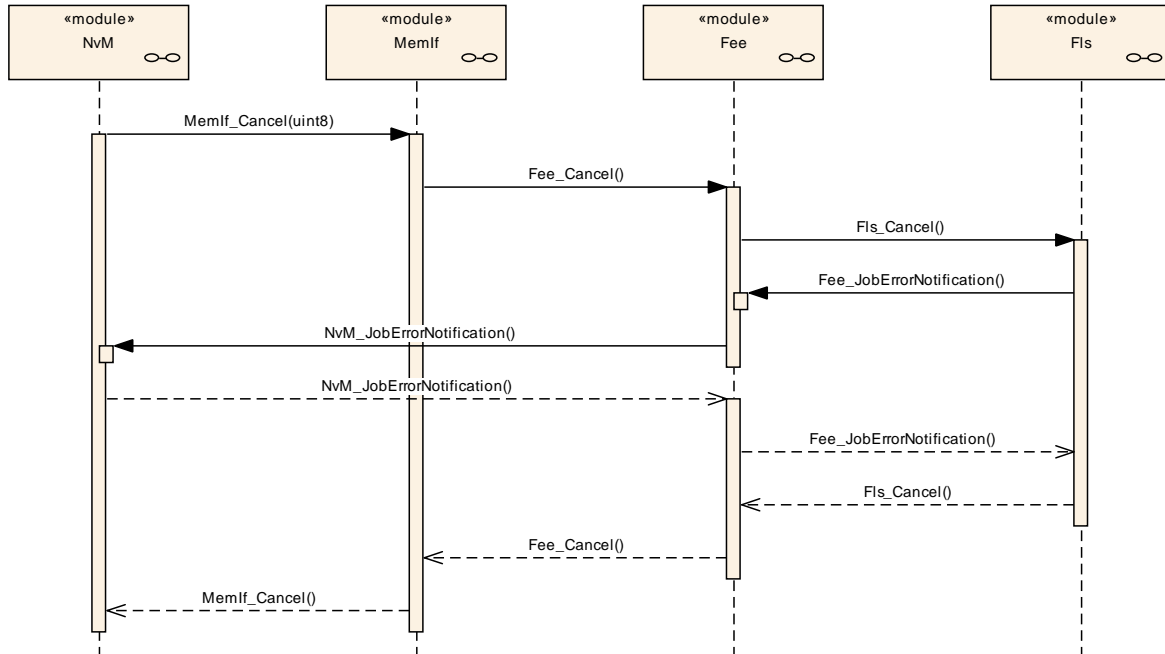 «module»
NvM
«module»
MemIf
«module»
Fee
«module»
Fls
MemIf_Cancel(uint8)
Fee_Cancel()
Fls_Cancel()
Fee_JobErrorNotification()
NvM_JobErrorNotification()
NvM_JobErrorNotification()
Fee_JobErrorNotification()
Fls_Cancel()
Fee_Cancel()
MemIf_Cancel()